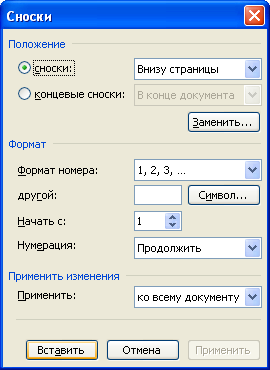 Сноски
Положение
сноски: Внизу страницы
концевые сноски: В конце документа
Заменить...
Формат
Формат номера: 1, 2, 3, ...
другой: Символ...
Начать с: 1
Нумерация: Продолжить
Применить изменения
Применить: ко всему документу
Вставить Отмена Применить